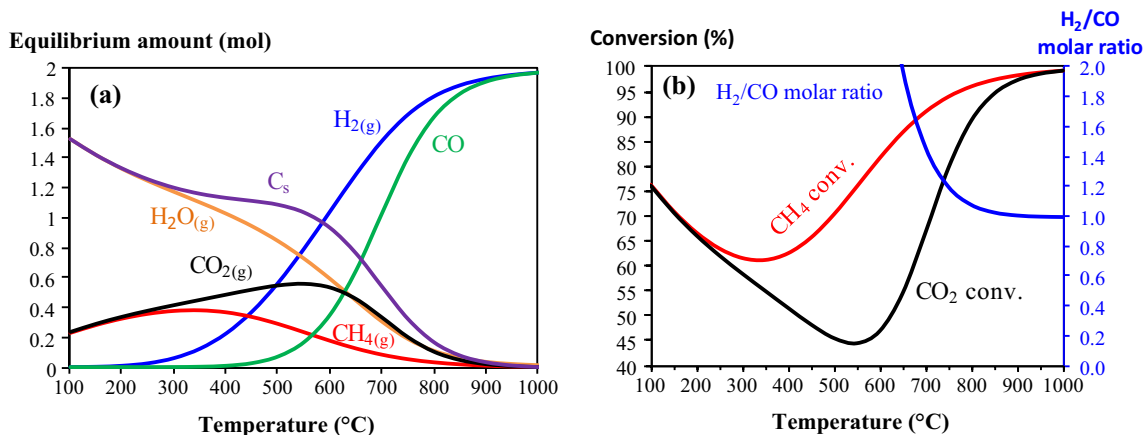 Equilibrium amount (mol)
(a)
2
1.8
1.6
1.4
1.2
1
0.8
0.6
0.4
0.2
0
H2(g)
CO
Cs
H2O(g)
CO2(g)
CH4(g)
100 200 300 400 500 600 700 800 900 1000
Temperature (°C)
Conversion (%)
H2/CO
molar ratio
(b)
H2/CO molar ratio
100
95
90
85
80
75
70
65
60
55
50
45
40
CH4 conv.
CO2 conv.
2.0
1.8
1.6
1.4
1.2
1.0
0.8
0.6
0.4
0.2
0.0
100 200 300 400 500 600 700 800 900 1000
Temperature (°C)